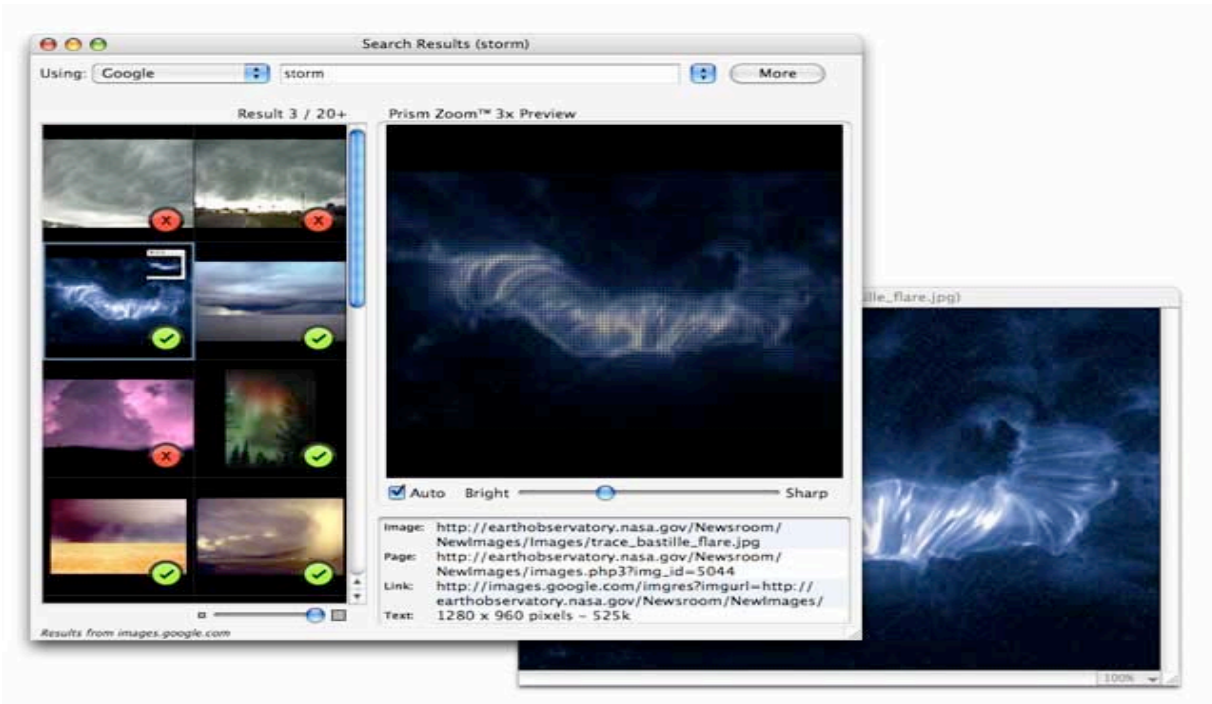 Search Results (storm)
Using: Google storm More
Result 3 / 20+
Prism Zoom™ 3x Preview
Auto Bright Sharp
Image: http://earthobservatory.nasa.gov/Newsroom/
NewImages/Images/trace_bastille_flare.jpg
Page: http://earthobservatory.nasa.gov/Newsroom/
NewImages/images.php3?img_id=5044
Link: http://images.google.com/imgres?imgurl=http://
earthobservatory.nasa.gov/Newsroom/NewImages/
Text: 1280 x 960 pixels - 525k
Results from images.google.com
ille_flare.jpg)
100%